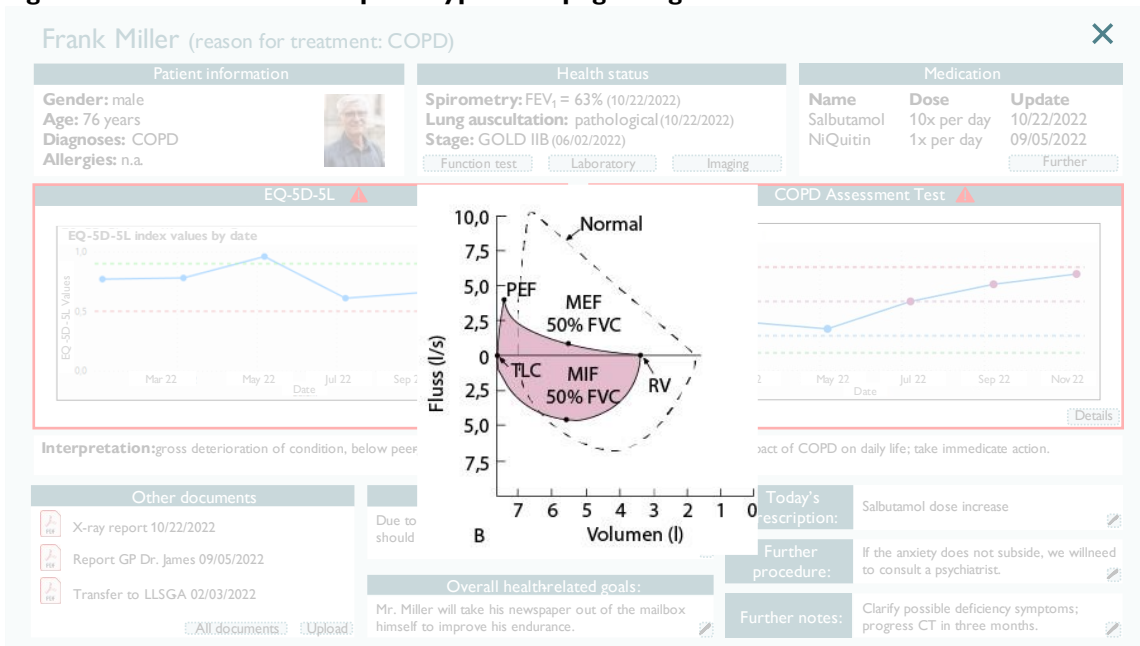 Frank Miller (reason for treatment: COPD)
Patient information
Gender: male
Age: 76 years
Diagnoses: COPD
Allergies: n.a.
Health status
Spirometry: FEV₁ = 63% (10/22/2022)
Lung auscultation: pathological (10/22/2022)
Stage: GOLD IIB (06/02/2022)
Function test
Laboratory
Imaging
Medication
Name Dose Update
Salbutamol 10x per day 10/22/2022
NiQuitin 1x per day 09/05/2022
Further
EQ-5D-5L
EQ-5D-5L index values by date
EQ-5D-5L Values
1,0
0,5
0,0
Mar 22 May 22 Jul 22 Sep 2
Date
COPD Assessment Test
2 May 22 Jul 22 Sep 22 Nov 22
Date
Details
10,0
7,5
5,0
2,5
0
2,5
5,0
7,5
Fluss (l/s)
Normal
PEF
MEF
50% FVC
TLC
MIF
50% FVC
RV
7 6 5 4 3 2 1 0
B
Volumen (l)
Interpretation: gross deterioration of condition, below peer
act of COPD on daily life; take immedicate action.
Other documents
X-ray report 10/22/2022
Report GP Dr. James 09/05/2022
Transfer to LLSGA 02/03/2022
All documents
Upload
Due to
should
Overall health-related goals:
Mr. Miller will take his newspaper out of the mailbox
himself to improve his endurance.
Today's
rescription:
Salbutamol dose increase
Further
procedure:
If the anxiety does not subside, we willneed
to consult a psychiatrist.
Further notes:
Clarify possible deficiency symptoms;
progress CT in three months.